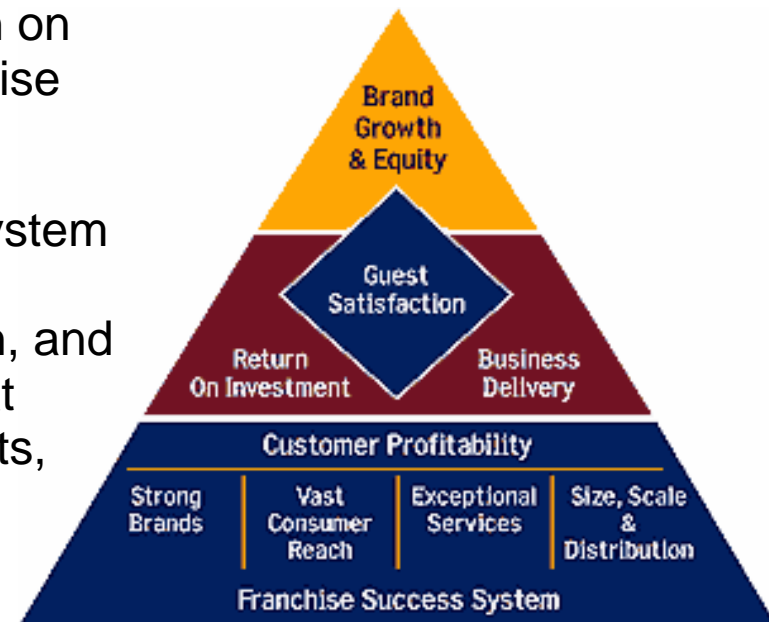 n on
ise
ystem
n, and
t
ts,
Brand
Growth
& Equity
Guest
Satisfaction
Return
On Investment
Business
Delivery
Customer Profitability
Strong
Brands
Vast
Consumer
Reach
Exceptional
Services
Size, Scale
&
Distribution
Franchise Success System